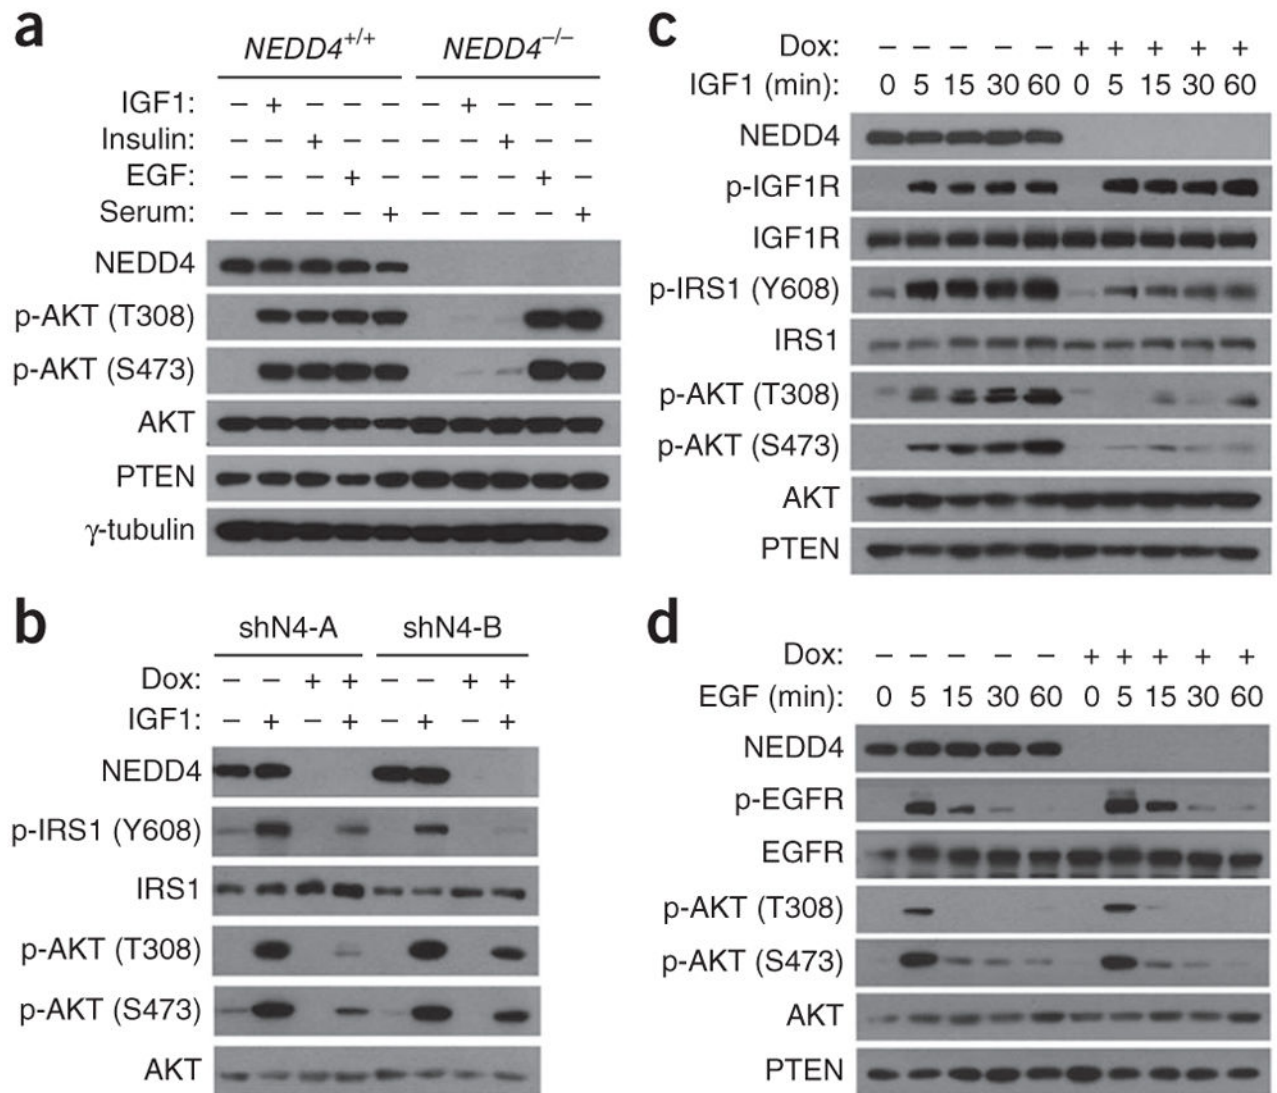 a
NEDD4+/+ NEDD4−/−
IGF1: − + − − − − + − − −
Insulin: − − + − − − − + − −
EGF: − − − + − − − − + −
Serum: − − − − + − − − − +
NEDD4
p-AKT (T308)
p-AKT (S473)
AKT
PTEN
γ-tubulin
b
shN4-A shN4-B
Dox: − − + + − − + +
IGF1: − + − + − + − +
NEDD4
p-IRS1 (Y608)
IRS1
p-AKT (T308)
p-AKT (S473)
AKT
c
Dox: − − − − − + + + + +
IGF1 (min): 0 5 15 30 60 0 5 15 30 60
NEDD4
p-IGF1R
IGF1R
p-IRS1 (Y608)
IRS1
p-AKT (T308)
p-AKT (S473)
AKT
PTEN
d
Dox: − − − − − + + + + +
EGF (min): 0 5 15 30 60 0 5 15 30 60
NEDD4
p-EGFR
EGFR
p-AKT (T308)
p-AKT (S473)
AKT
PTEN